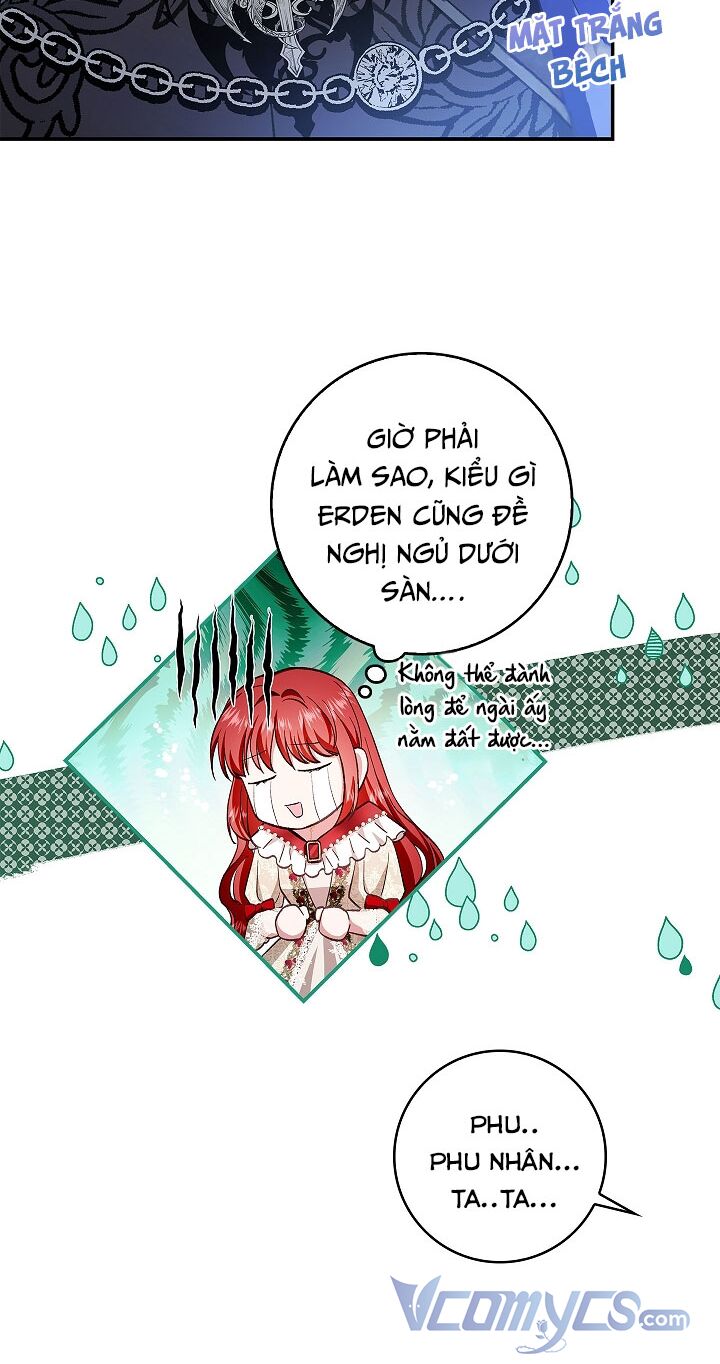 MẶT TRẮNG
BỆCH
GIỜ PHẢI
LÀM SAO, KIỂU GÌ
ERDEN CŨNG ĐỀ
NGHỊ NGỦ DƯỚI
SÀN....
Không thể đành
lòng để ngài ấy
nằm đất được...
PHU..
PHU NHÂN...
TA..TA...
VCOMYCS.com